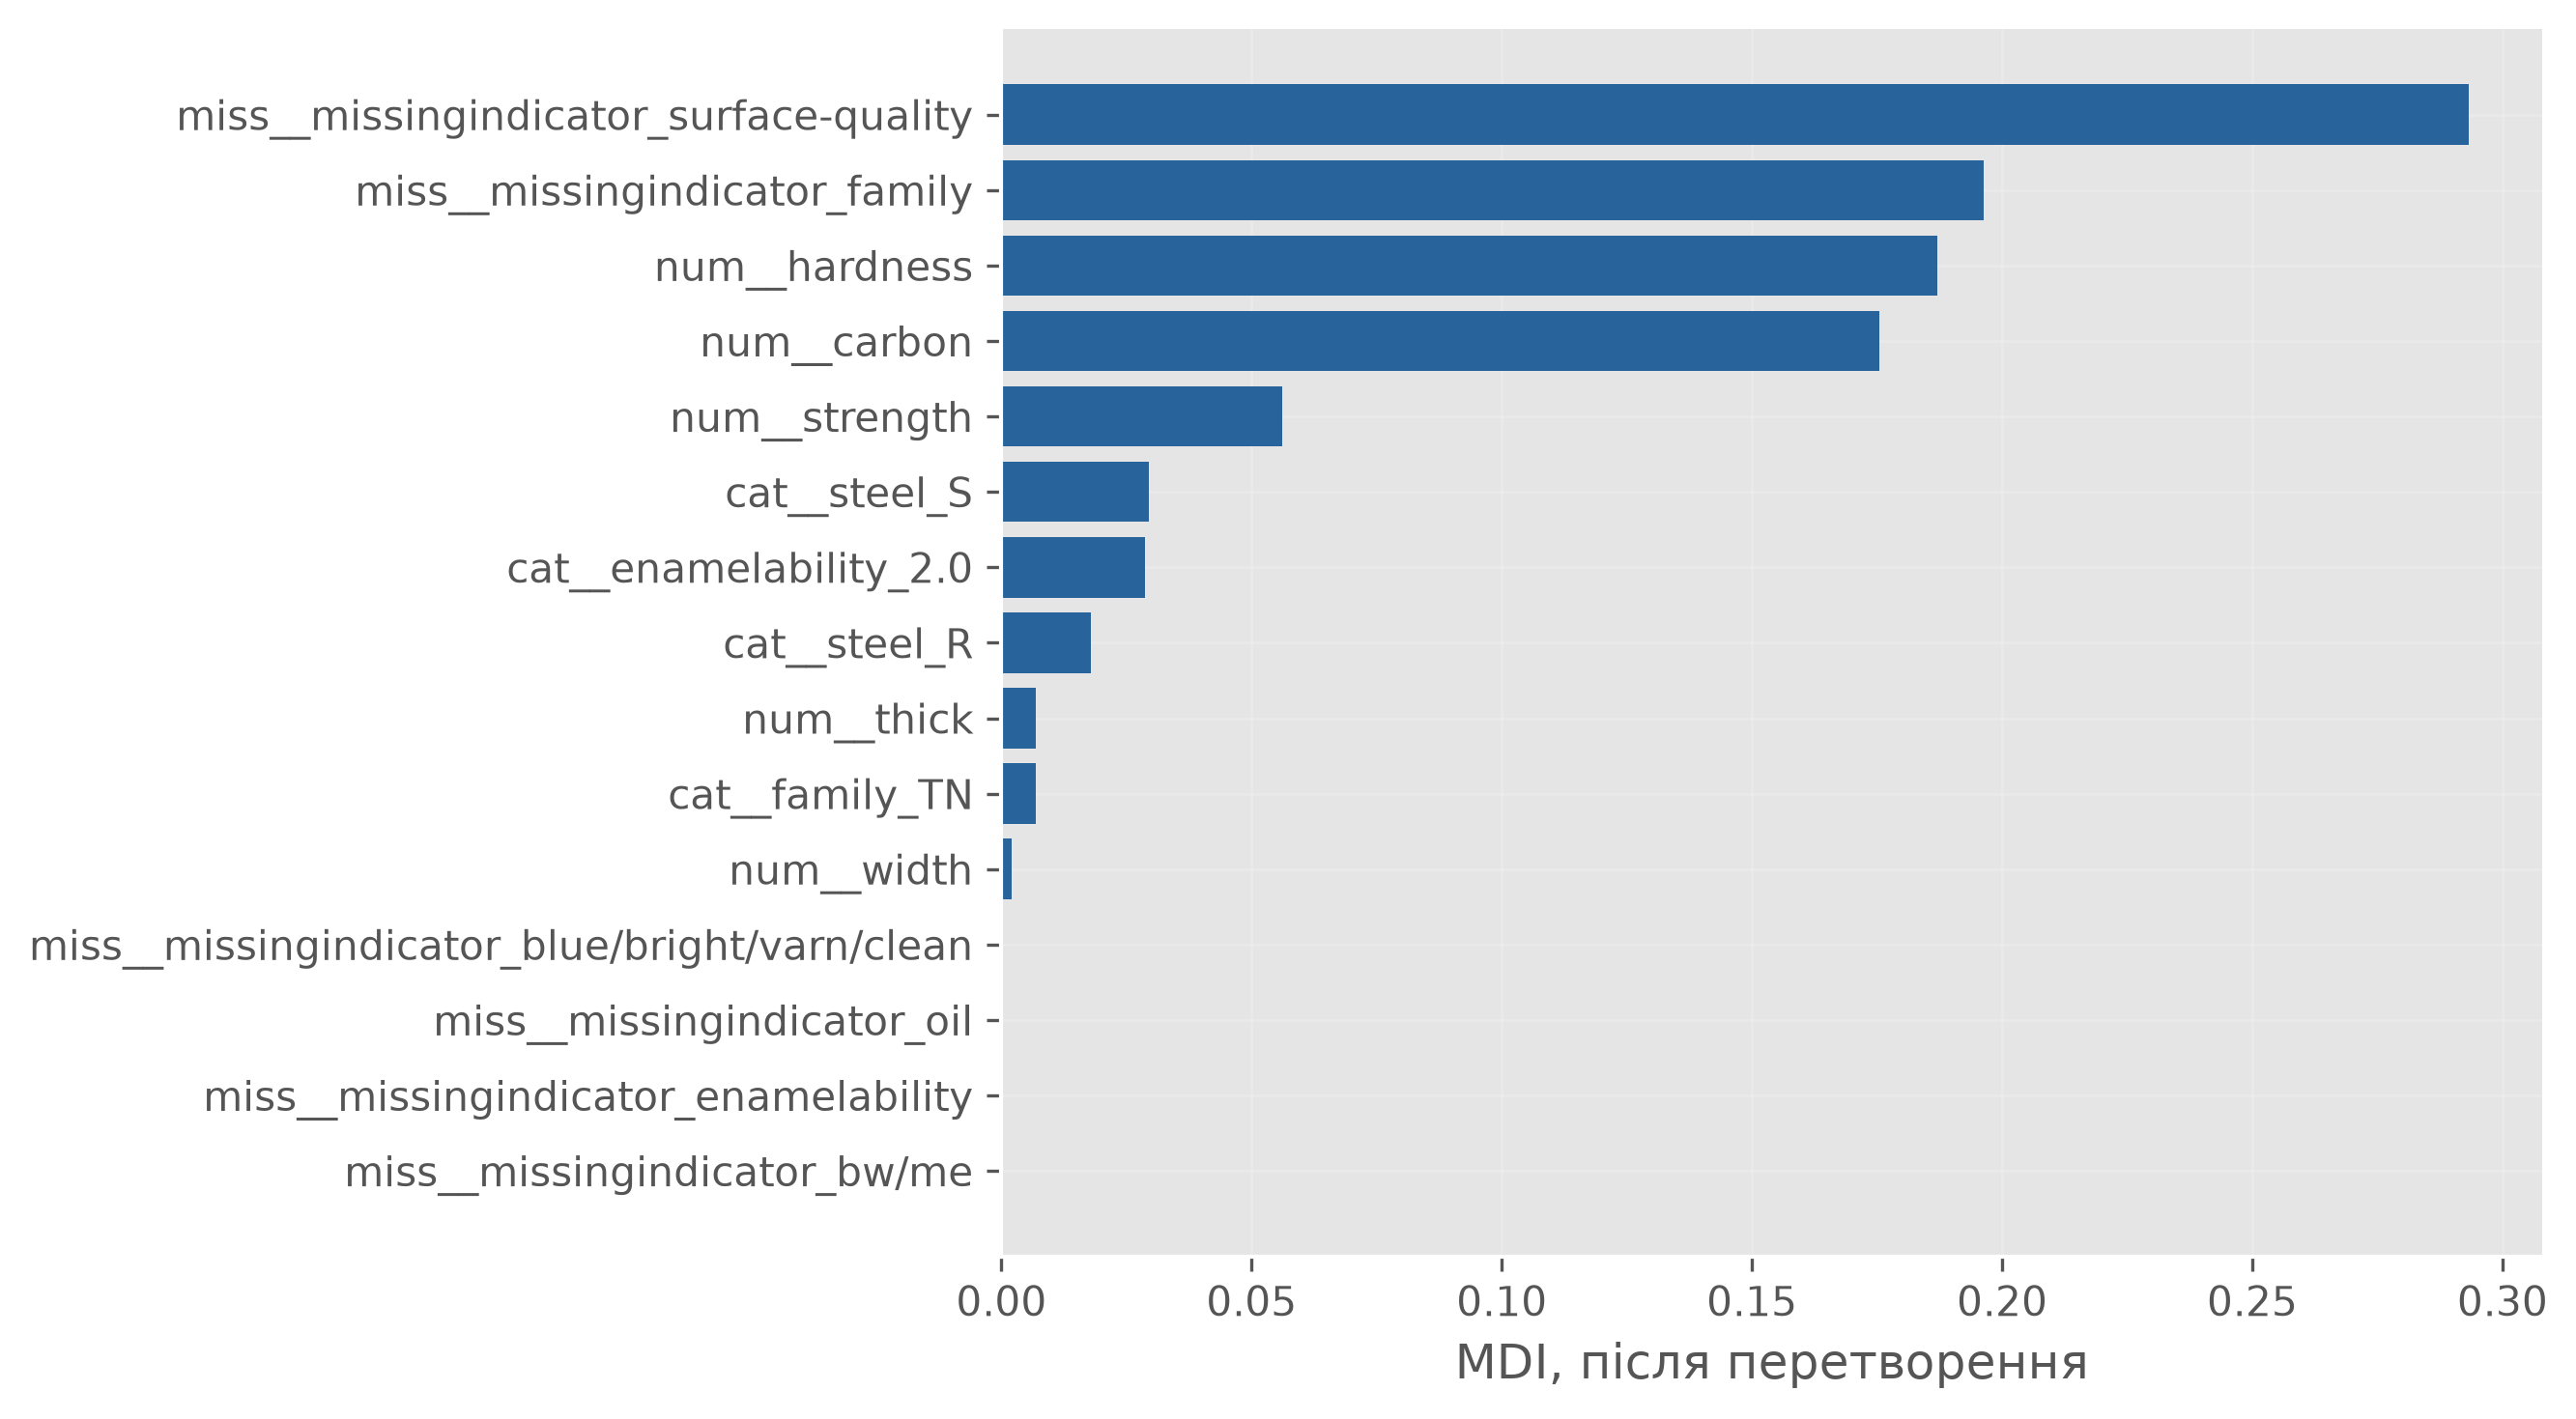 miss__missingindicator_surface-quality
miss__missingindicator_family
num__hardness
num__carbon
num__strength
cat__steel_S
cat__enamelability_2.0
cat__steel_R
num__thick
cat__family_TN
num__width
miss__missingindicator_blue/bright/varn/clean
miss__missingindicator_oil
miss__missingindicator_enamelability
miss__missingindicator_bw/me
0.00 0.05 0.10 0.15 0.20 0.25 0.30
MDI, після перетворення